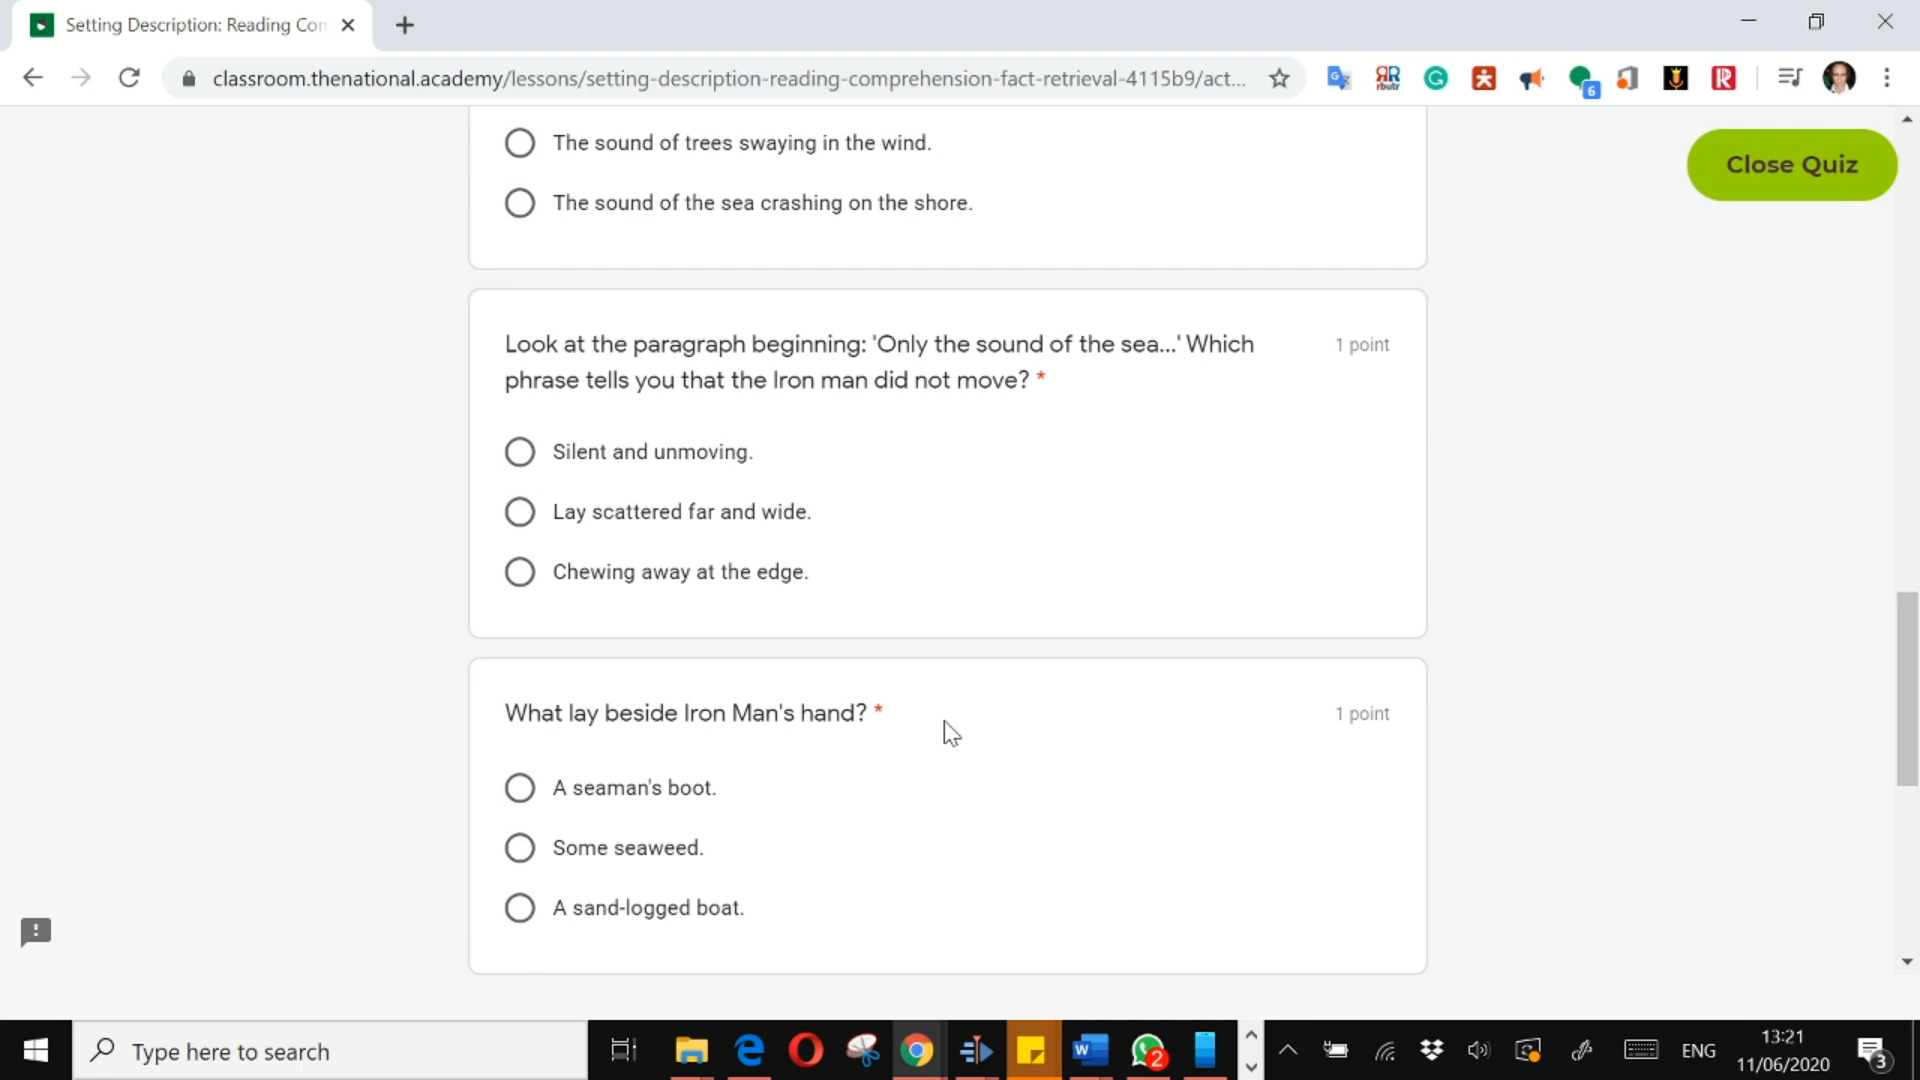 Setting Description: Reading Con
classroom.thenational.academy/lessons/setting-description-reading-comprehension-fact-retrieval-4115b9/act...
rbutr
6
The sound of trees swaying in the wind.
Close Quiz
The sound of the sea crashing on the shore.
Look at the paragraph beginning: 'Only the sound of the sea...' Which
1 point
phrase tells you that the Iron man did not move? *
Silent and unmoving.
Lay scattered far and wide.
Chewing away at the edge.
What lay beside Iron Man's hand? *
1 point
A seaman's boot.
Some seaweed.
A sand-logged boat.
Type here to search
2
ENG
13:21
11/06/2020
3